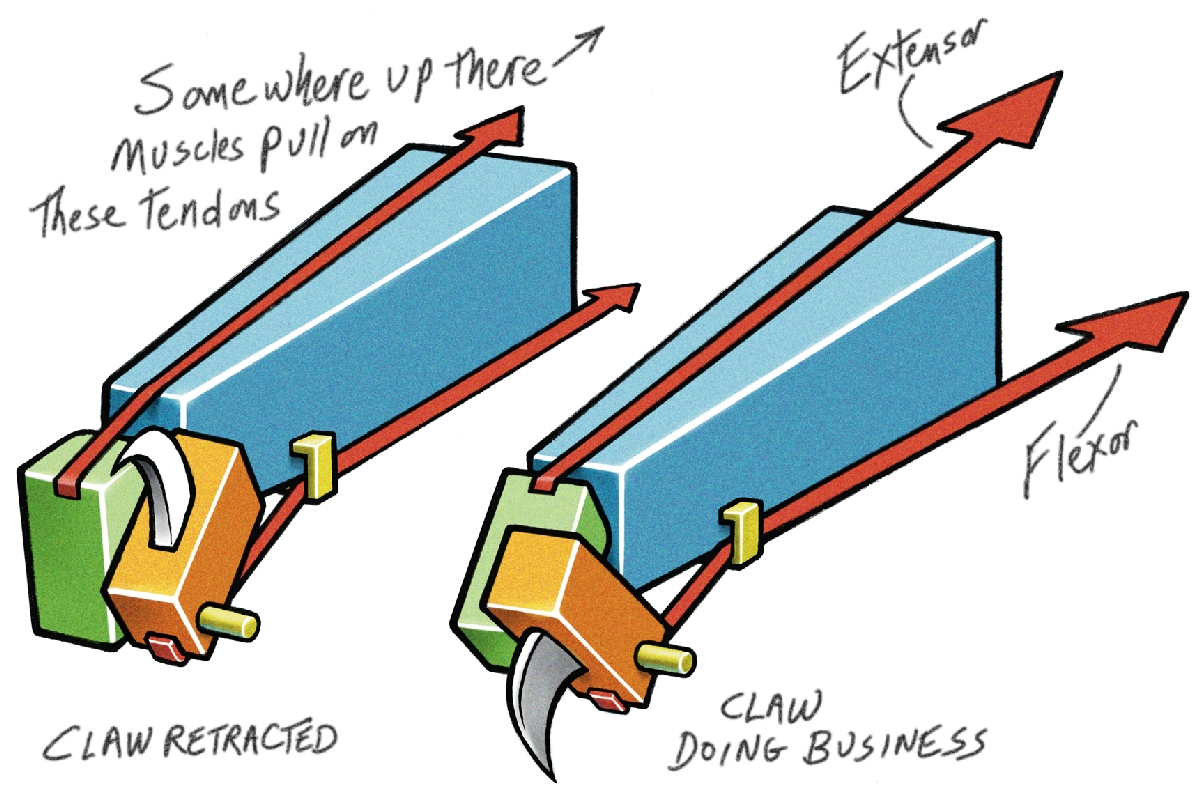 Somewhere up there
Muscles pull on
These Tendons
Extensor
Flexor
CLAW RETRACTED
CLAW
DOING BUSINESS